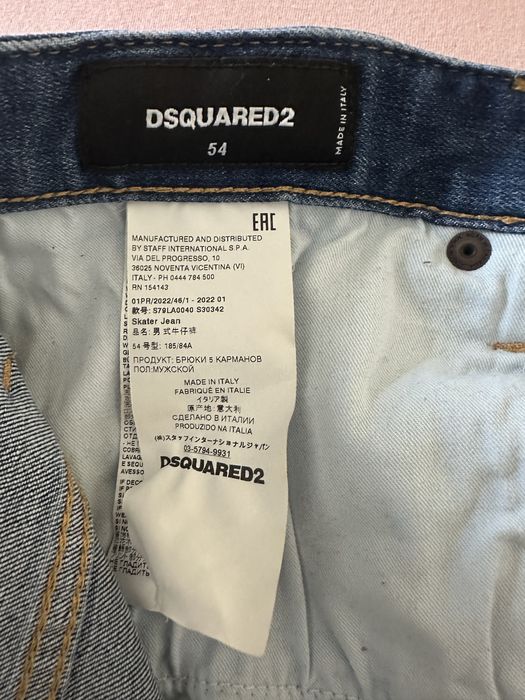 DSQUARED2
54
MADE IN ITALY
EAC
MANUFACTURED AND DISTRIBUTED
BY STAFF INTERNATIONAL S.P.A.
VIA DEL PROGRESSO, 10
36025 NOVENTA VICENTINA (VI)
ITALY - PH 0444 784 500
RN 154143
01PR/2022/46/1 - 2022 01
款号: S79LA0040 S30342
Skater Jean
品名: 男式牛仔裤
54 号型: 185/84A
ПРОДУКТ: БРЮКИ 5 КАРМАНОВ
ПОЛ:МУЖСКОЙ
MADE IN ITALY
FABRIQUÉ EN ITALIE
イタリア製
原产地: 意大利
СДЕЛАНО В ИТАЛИИ
PRODUZIDO NA ITALIA
(株)スタッフインターナショナルジャパン
03-5794-9931
DSQUARED2